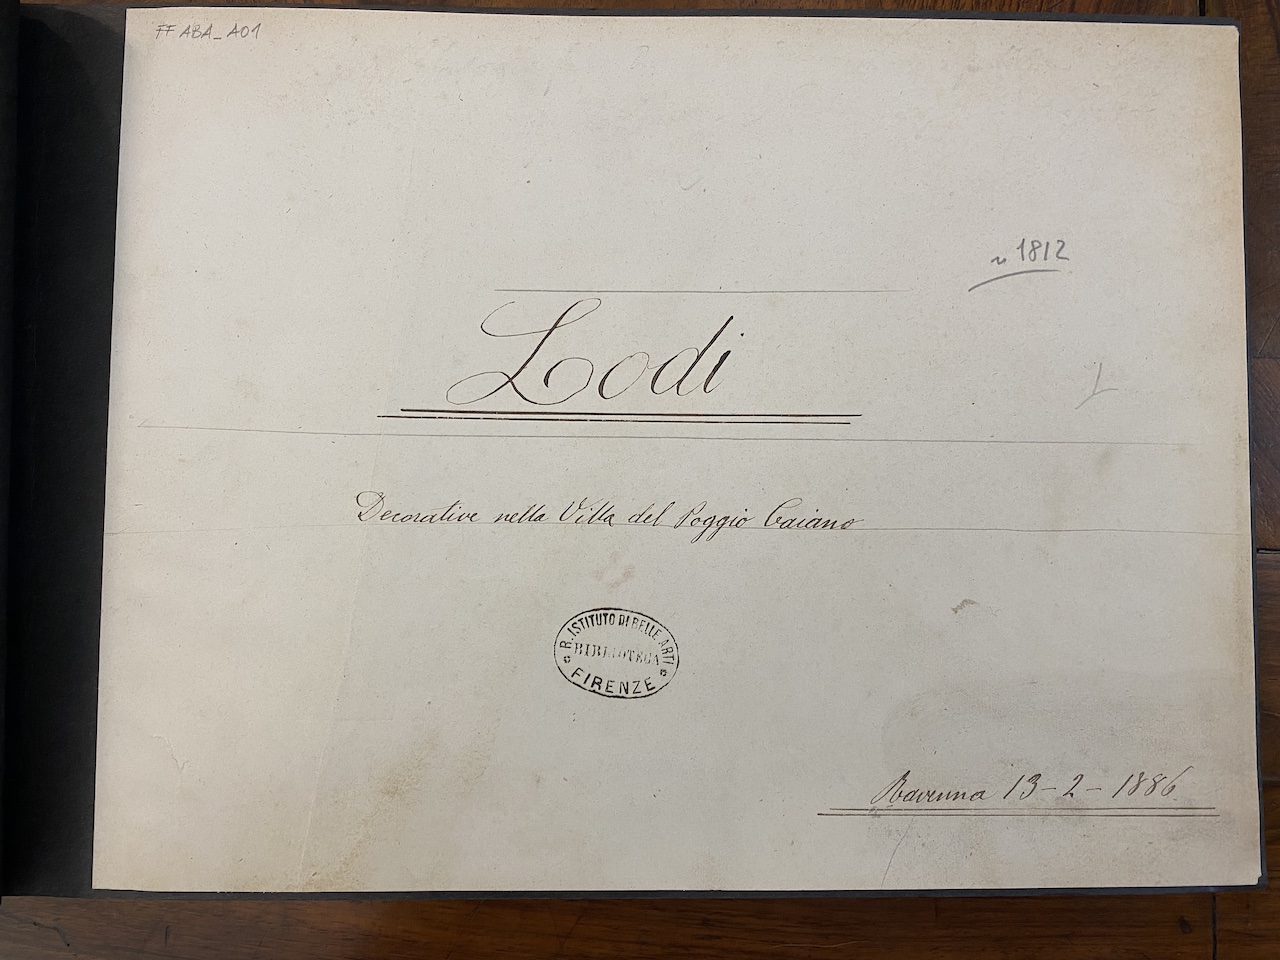 FF ABA_A01
n 1812
Lodi
L
Decorative nella Villa del Poggio Caiano
R. ISTITUTO DI BELLE ARTI
BIBLIOTECA
FIRENZE
Ravenna 13-2-1886